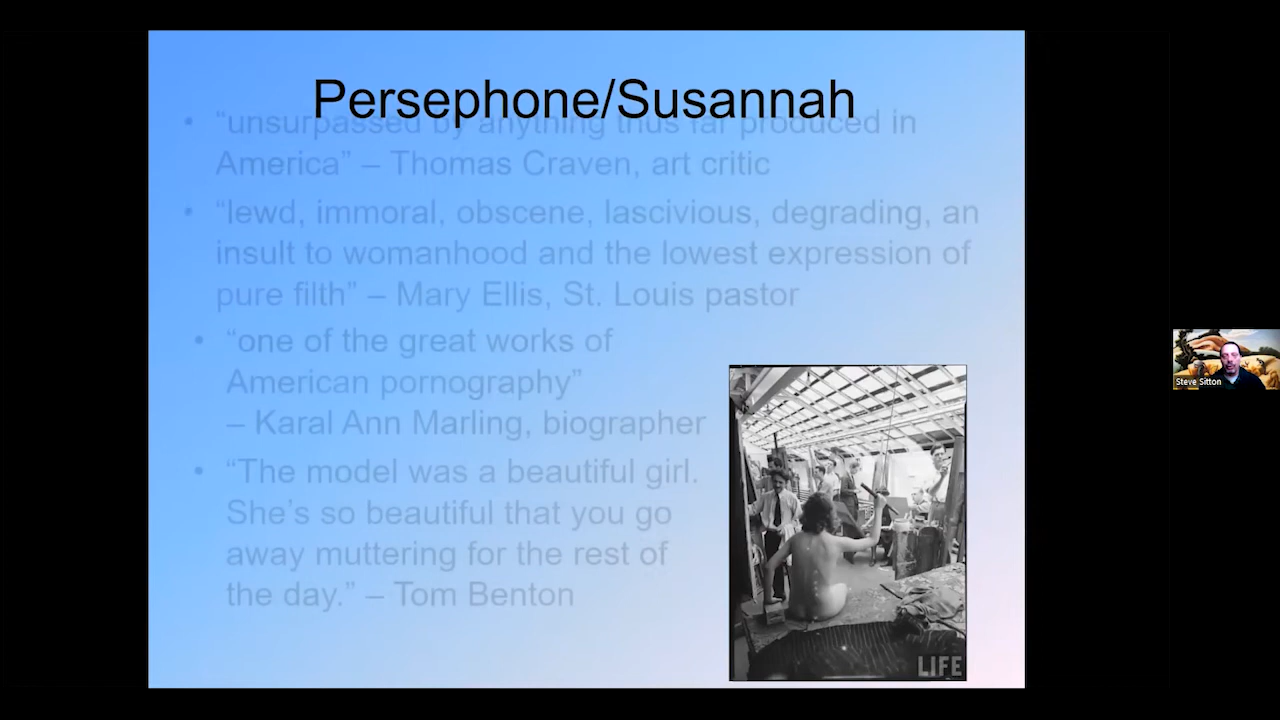 Persephone/Susannah
• “unsurpassed by anything thus far produced in
America” – Thomas Craven, art critic
• “lewd, immoral, obscene, lascivious, degrading, an
insult to womanhood and the lowest expression of
pure filth” – Mary Ellis, St. Louis pastor
• “one of the great works of
American pornography”
– Karal Ann Marling, biographer
• “The model was a beautiful girl.
She’s so beautiful that you go
away muttering for the rest of
the day.” – Tom Benton
LIFE
Steve Sitton